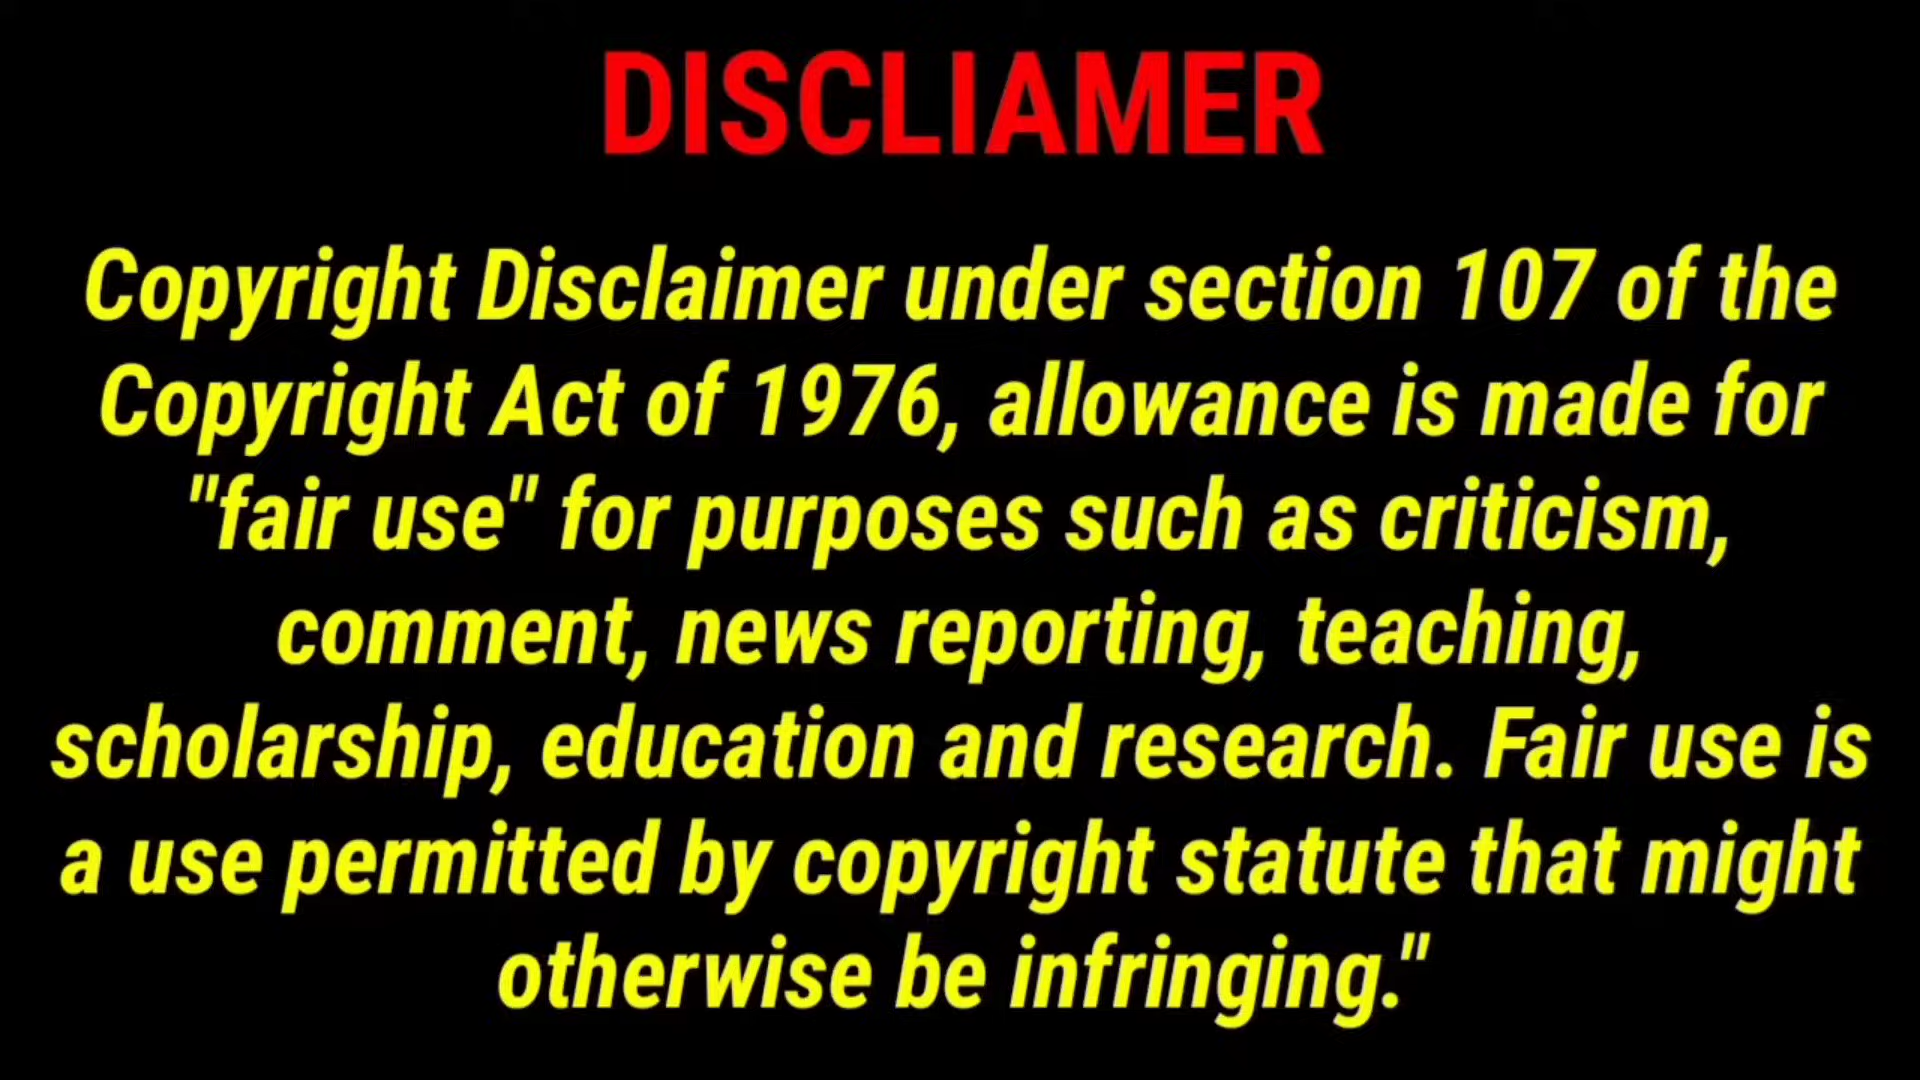 DISCLIAMER
Copyright Disclaimer under section 107 of the
Copyright Act of 1976, allowance is made for
"fair use" for purposes such as criticism,
comment, news reporting, teaching,
scholarship, education and research. Fair use is
a use permitted by copyright statute that might
otherwise be infringing."